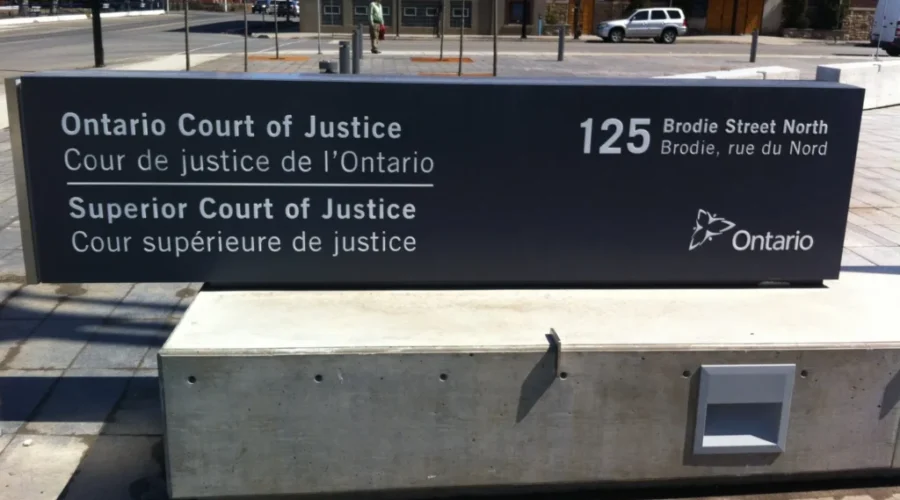 Ontario Court of Justice
Cour de justice de l'Ontario
Superior Court of Justice
Cour supérieure de justice
125 Brodie Street North
Brodie, rue du Nord
Ontario